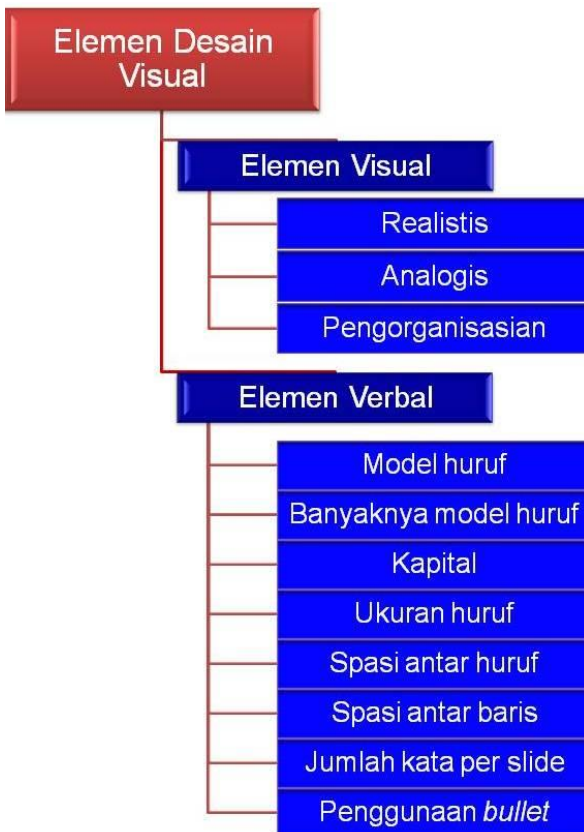 Elemen Desain
Visual
Elemen Visual
Realistis
Analogis
Pengorganisasian
Elemen Verbal
Model huruf
Banyaknya model huruf
Kapital
Ukuran huruf
Spasi antar huruf
Spasi antar baris
Jumlah kata per slide
Penggunaan bullet